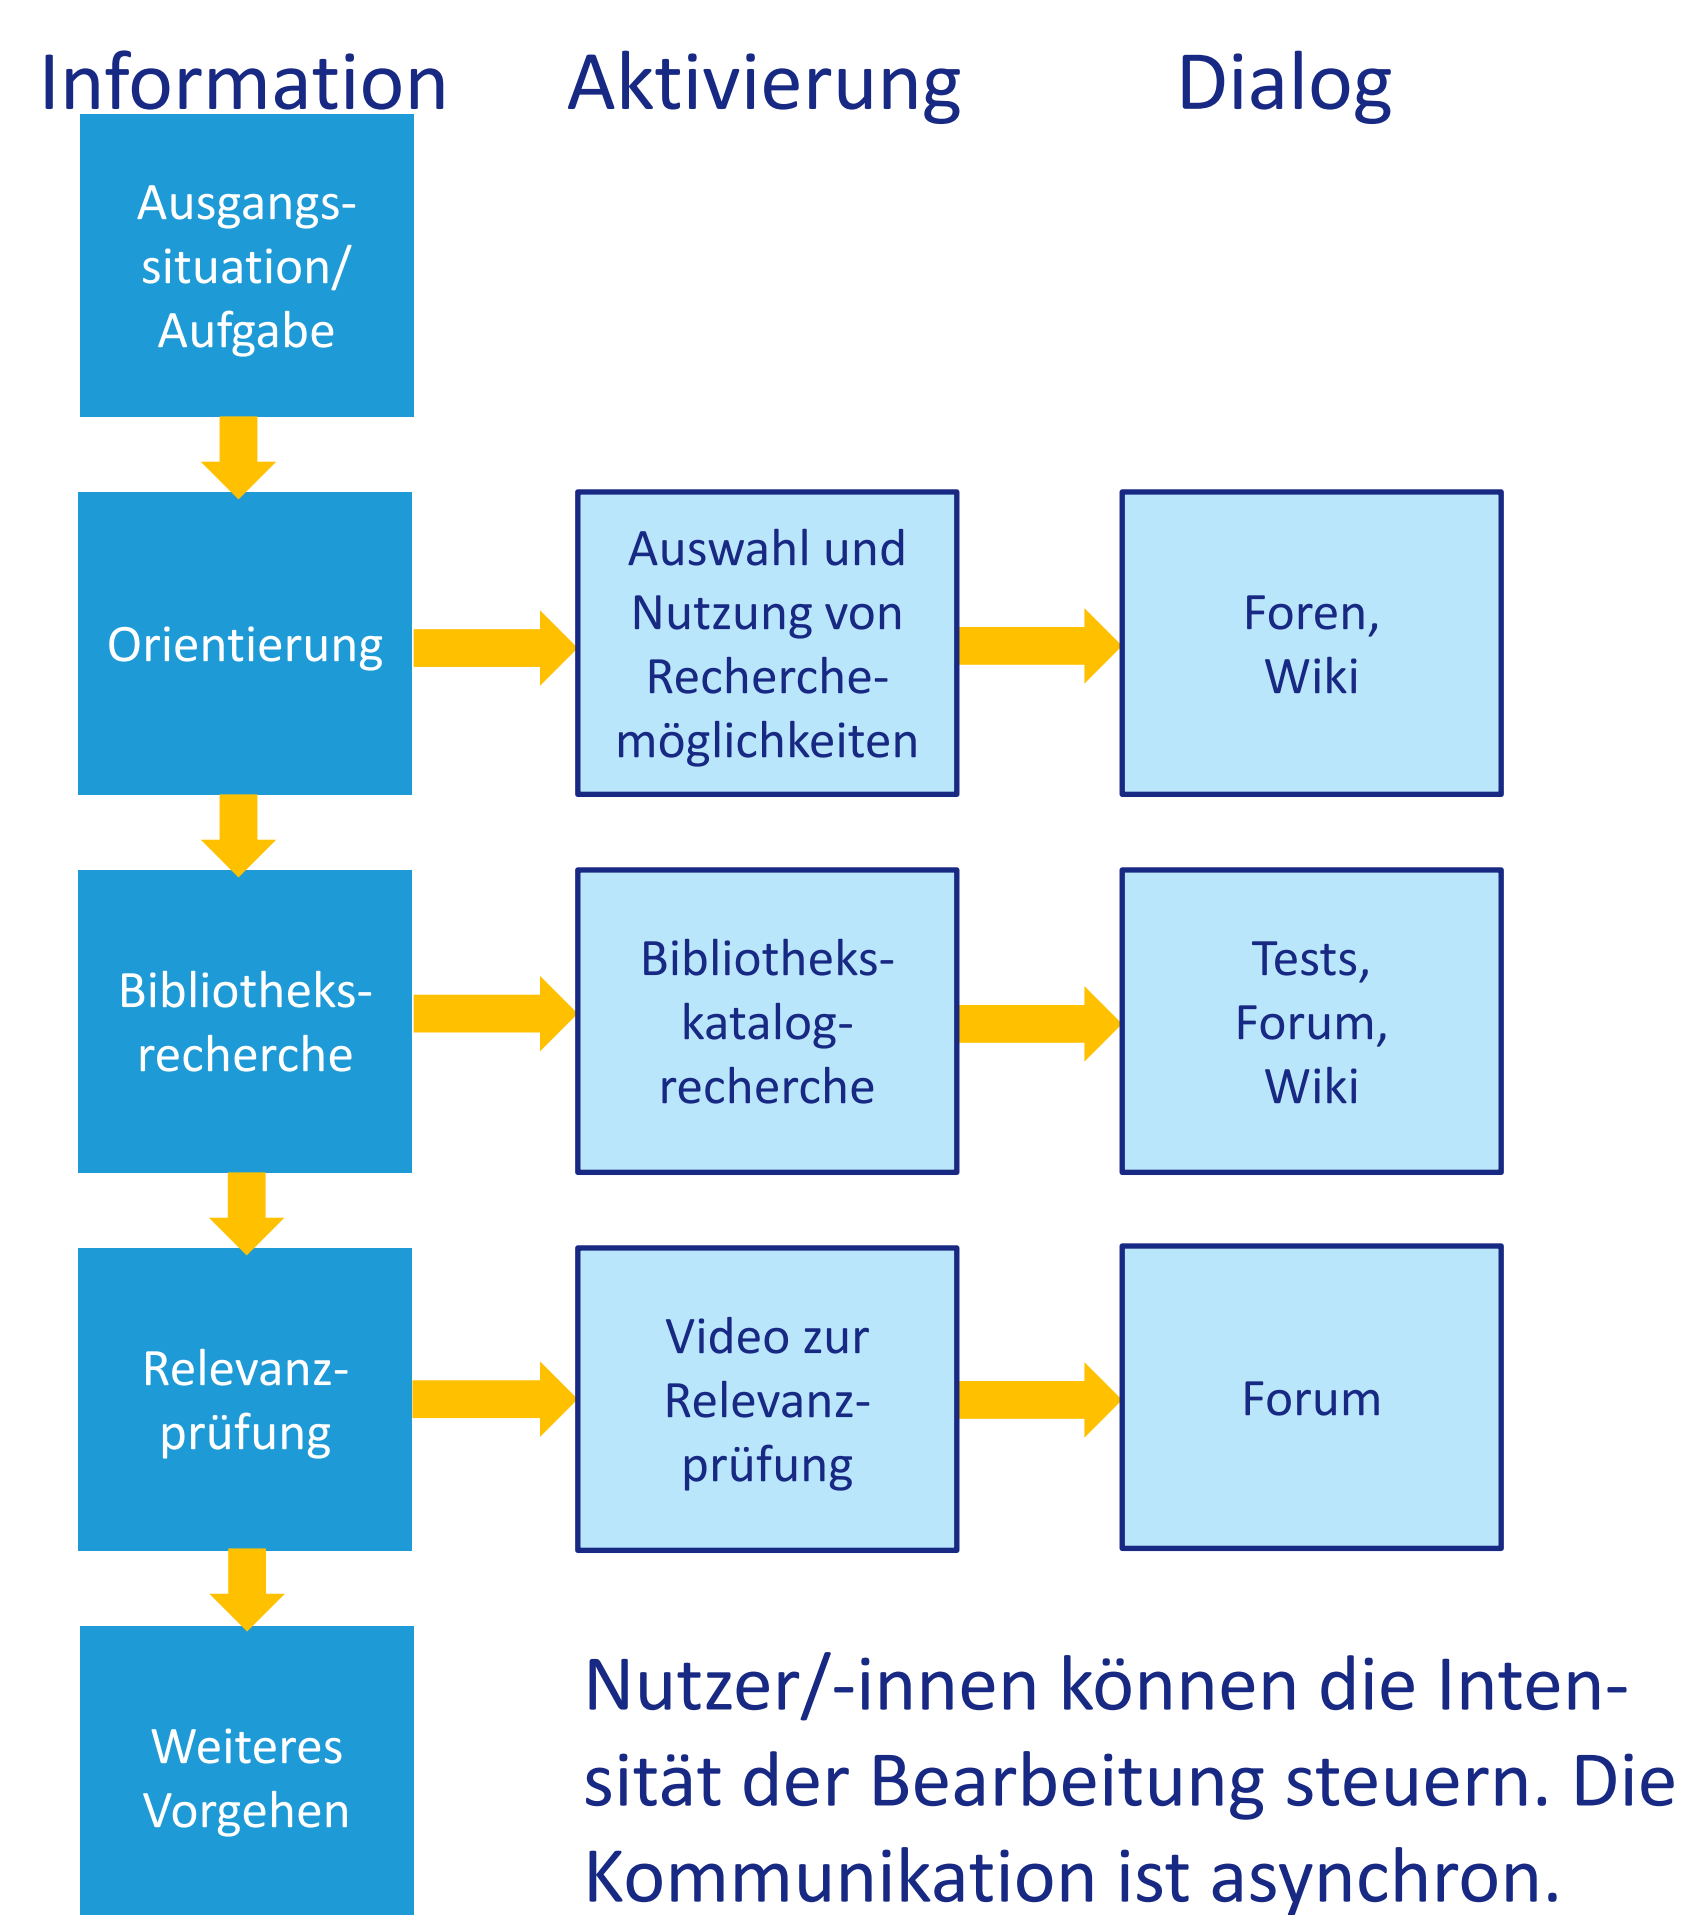 Information
Aktivierung
Dialog
Ausgangs-
situation/
Aufgabe
Orientierung
Auswahl und
Nutzung von
Recherche-
möglichkeiten
Foren,
Wiki
Bibliotheks-
recherche
Bibliotheks-
katalog-
recherche
Tests,
Forum,
Wiki
Relevanz-
prüfung
Video zur
Relevanz-
prüfung
Forum
Weiteres
Vorgehen
Nutzer/-innen können die Inten-
sität der Bearbeitung steuern. Die
Kommunikation ist asynchron.